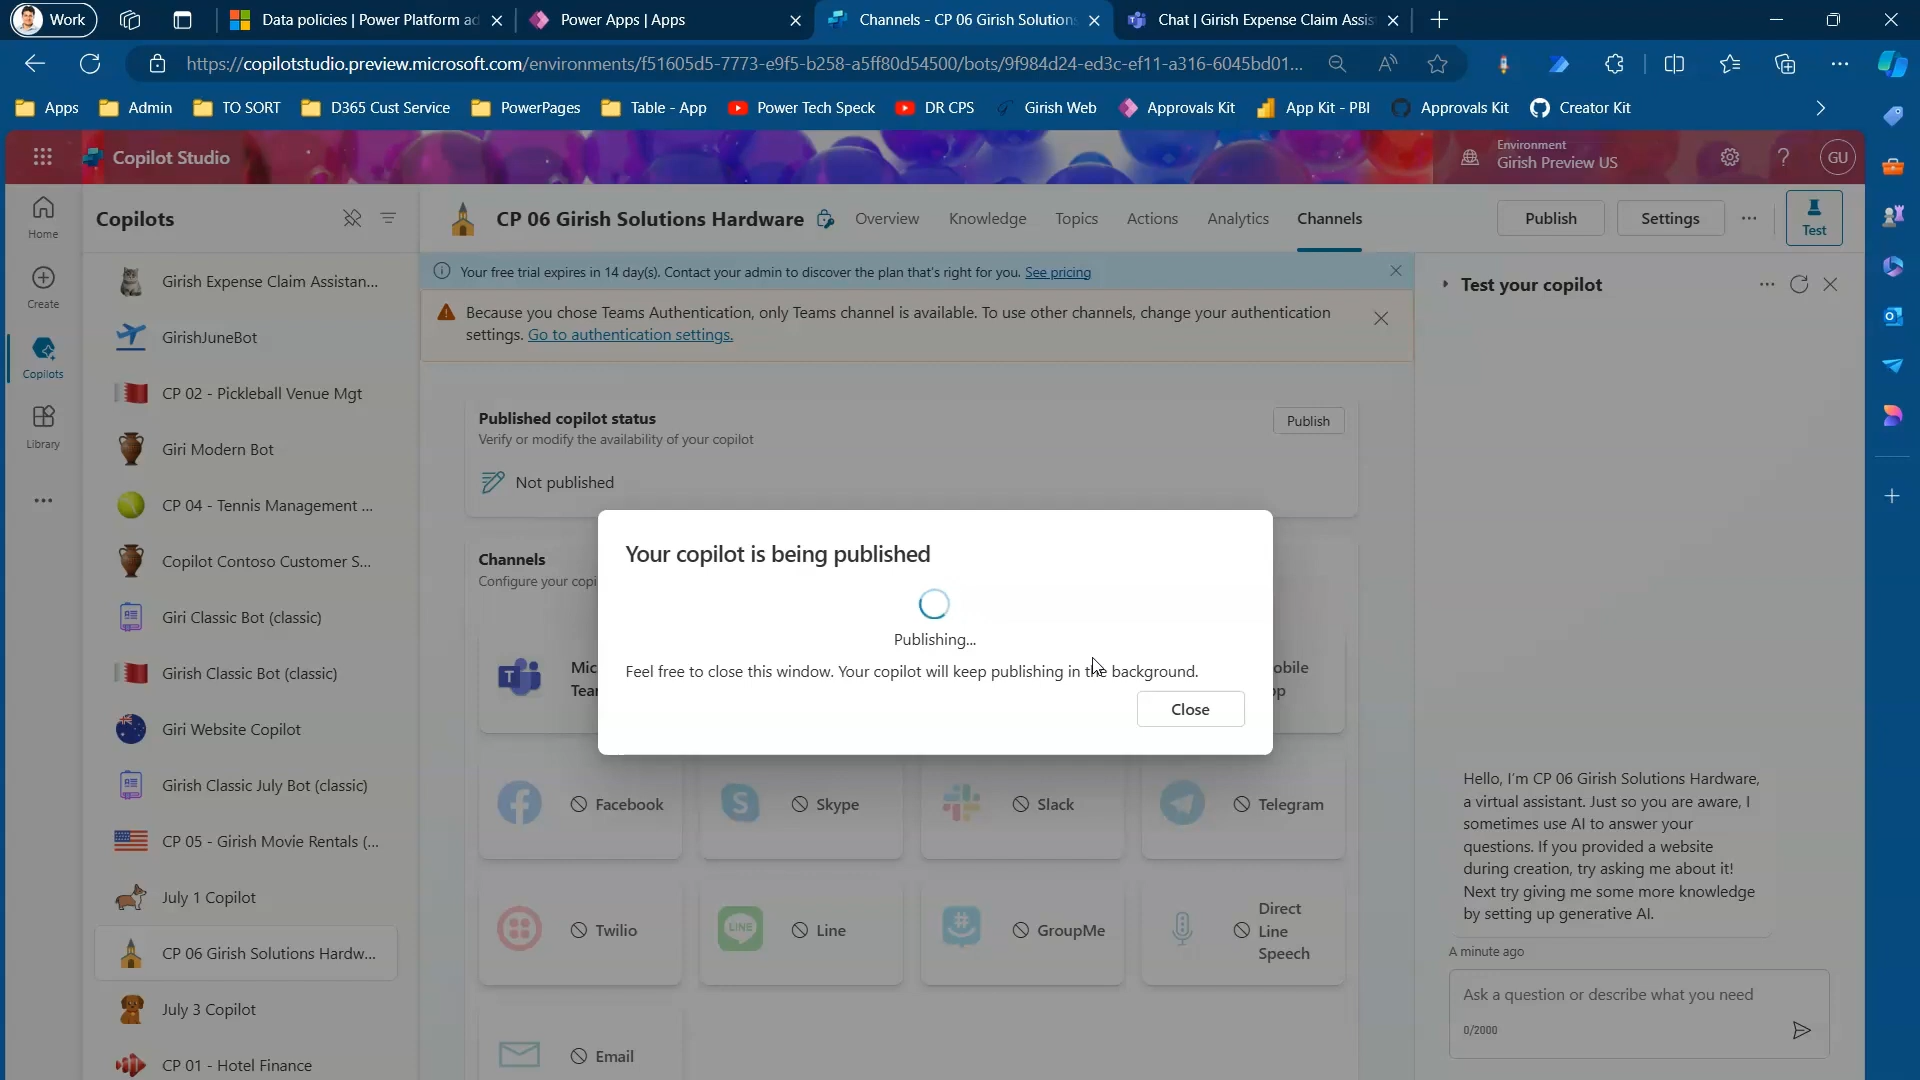 Work
Data policies | Power Platform ad
Power Apps | Apps
Channels - CP 06 Girish Solutions
Chat | Girish Expense Claim Assis
https://copilotstudio.preview.microsoft.com/environments/f51605d5-7773-e9f5-b258-a5ff80d54500/bots/9f984d24-ed3c-ef11-a316-6045bd01...
Apps
Admin
TO SORT
D365 Cust Service
PowerPages
Table - App
Power Tech Speck
DR CPS
Girish Web
Approvals Kit
App Kit - PBI
Approvals Kit
Creator Kit
Copilot Studio
Environment
Girish Preview US
GU
Home
Create
Copilots
Library
Copilots
Girish Expense Claim Assistan...
GirishJuneBot
CP 02 - Pickleball Venue Mgt
Giri Modern Bot
CP 04 - Tennis Management ...
Copilot Contoso Customer S...
Giri Classic Bot (classic)
Girish Classic Bot (classic)
Giri Website Copilot
Girish Classic July Bot (classic)
CP 05 - Girish Movie Rentals (...
July 1 Copilot
CP 06 Girish Solutions Hardw...
July 3 Copilot
CP 01 - Hotel Finance
CP 06 Girish Solutions Hardware
Overview
Knowledge
Topics
Actions
Analytics
Channels
Publish
Settings
Test
Your free trial expires in 14 day(s). Contact your admin to discover the plan that's right for you. See pricing
Because you chose Teams Authentication, only Teams channel is available. To use other channels, change your authentication
settings. Go to authentication settings.
Published copilot status
Verify or modify the availability of your copilot
Publish
Not published
Channels
Configure your copi
Mic
Tea
obile
pp
Your copilot is being published
Publishing...
Feel free to close this window. Your copilot will keep publishing in the background.
Close
Facebook
Skype
Slack
Telegram
Twilio
LINE
Line
GroupMe
Direct
Line
Speech
Email
Test your copilot
Hello, I'm CP 06 Girish Solutions Hardware,
a virtual assistant. Just so you are aware, I
sometimes use AI to answer your
questions. If you provided a website
during creation, try asking me about it!
Next try giving me some more knowledge
by setting up generative AI.
A minute ago
Ask a question or describe what you need
0/2000